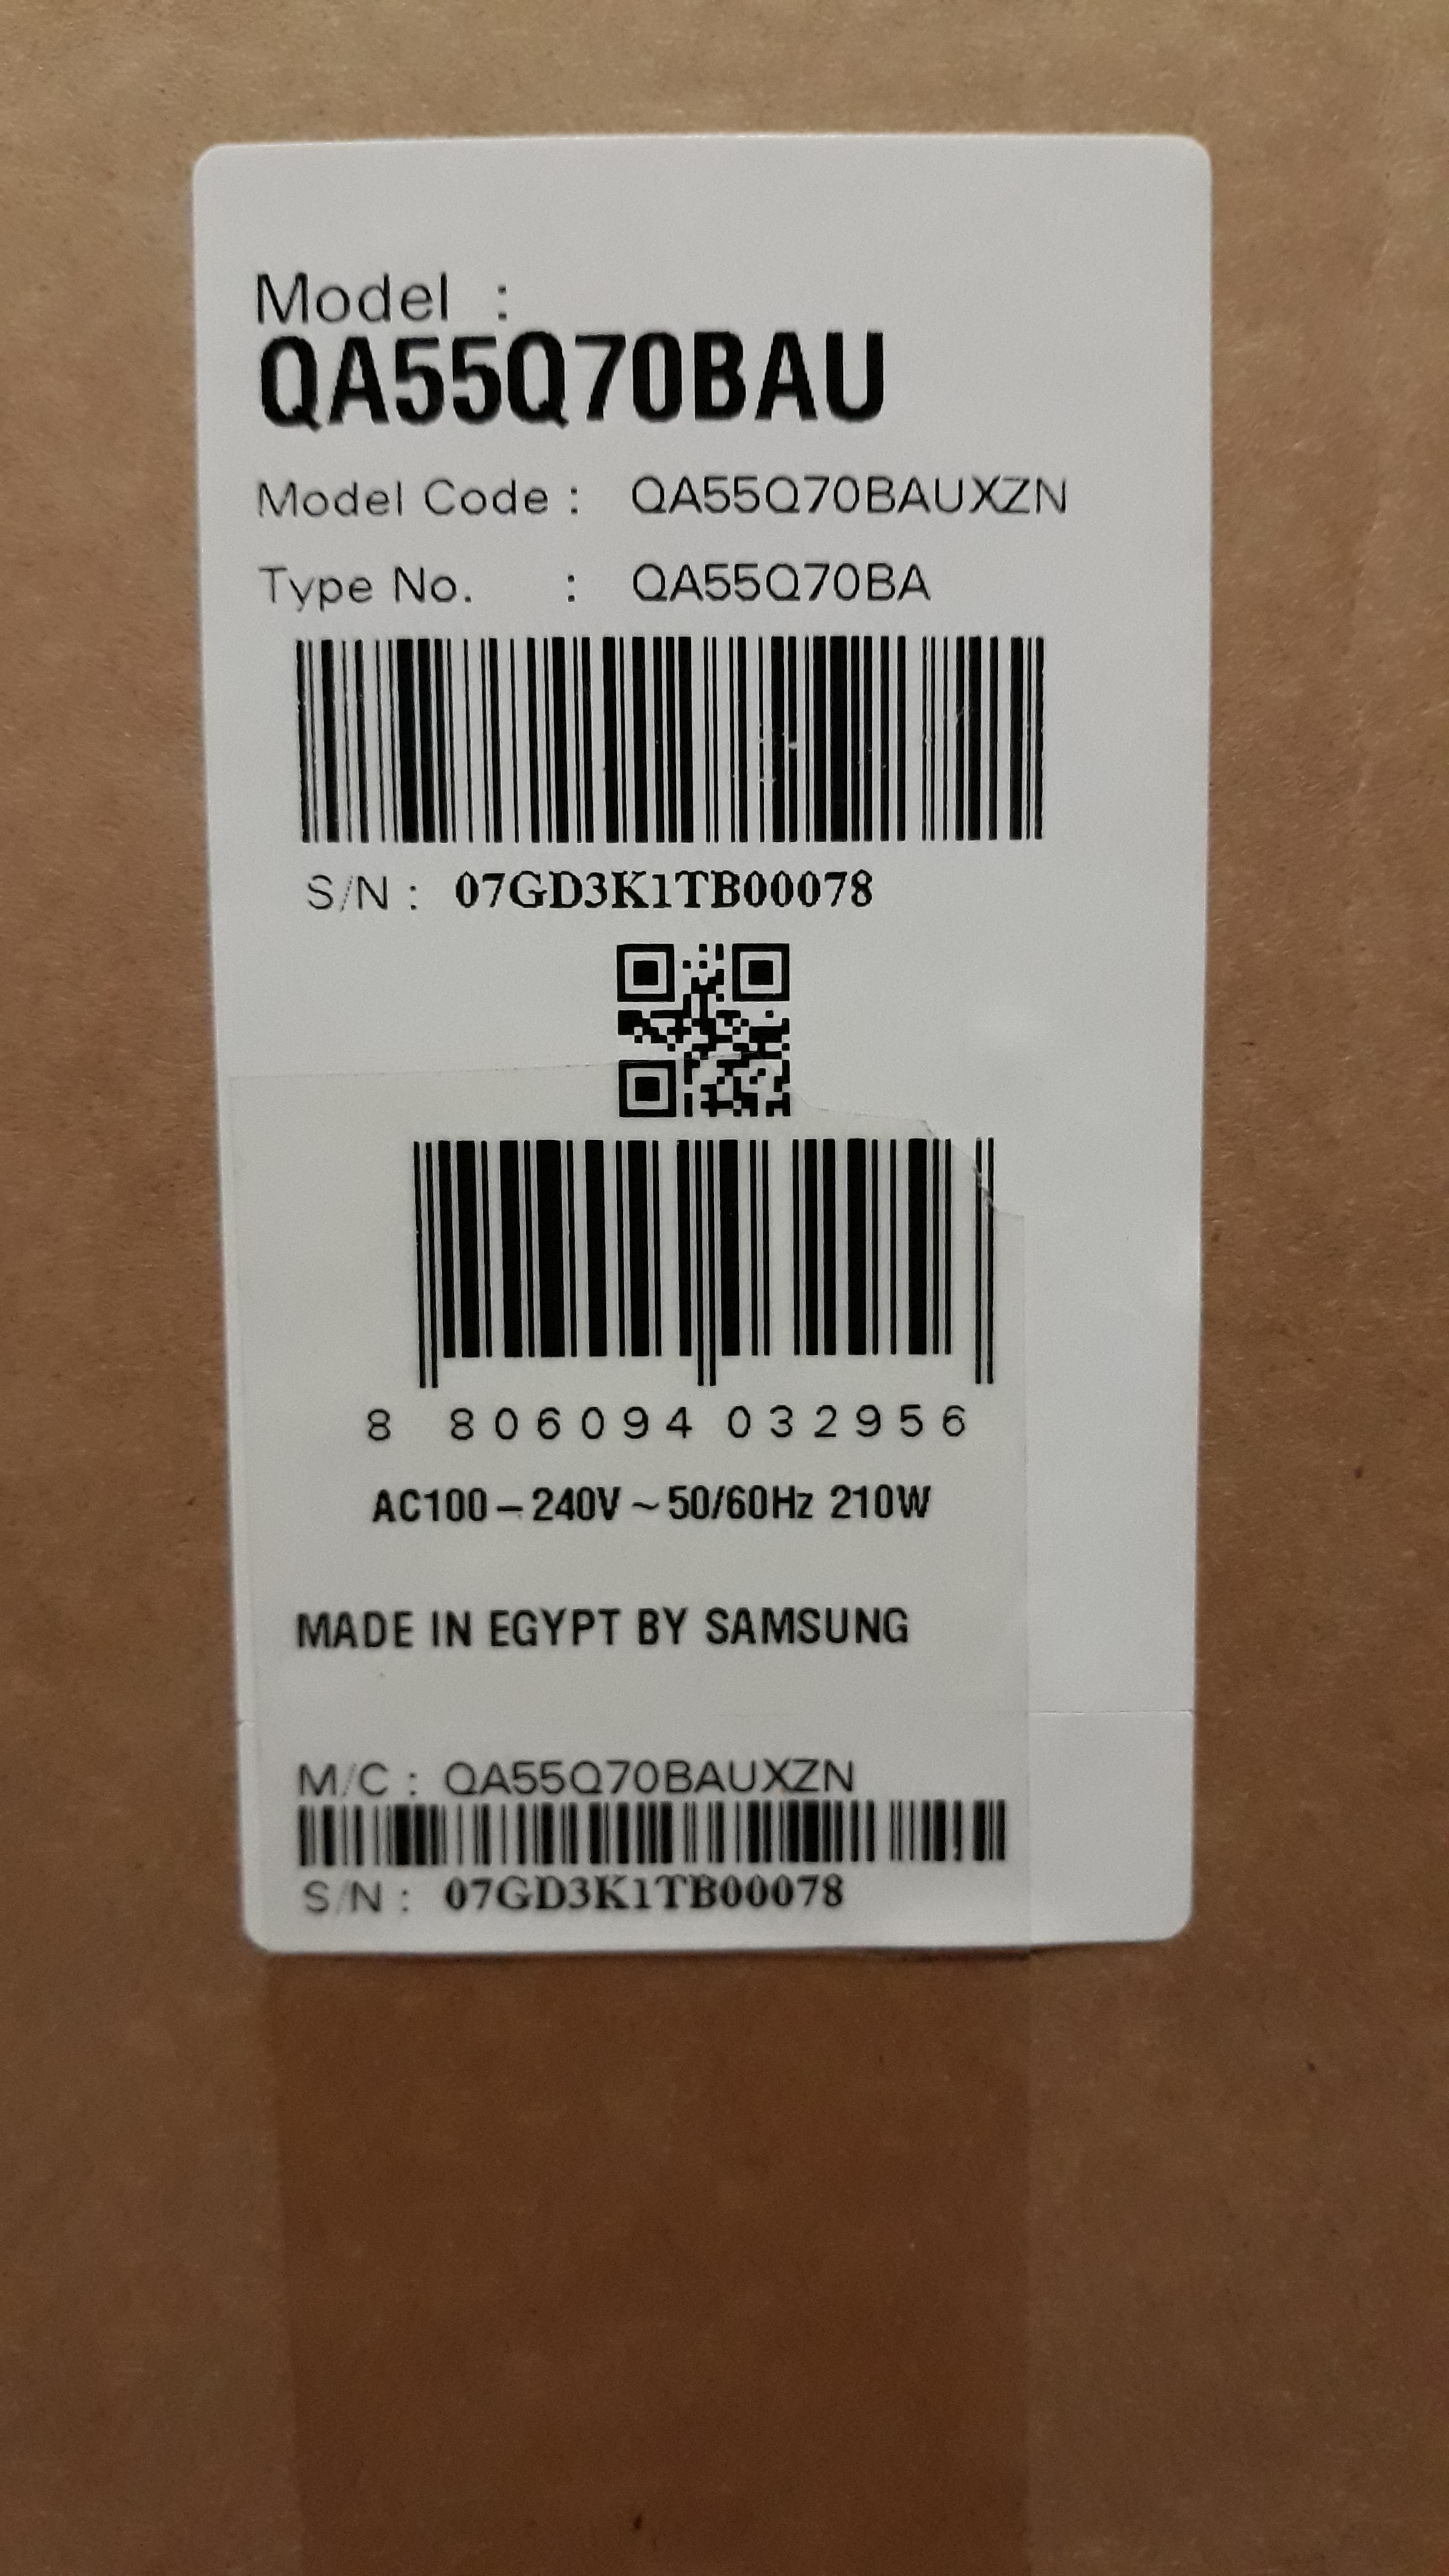 Model :
QA55Q70BAU
Model Code : QA55Q70BAUXZN
Type No. : QA55Q70BA
S/N : 07GD3K1TB00078
8 806094 032956
AC100 – 240V ~ 50/60Hz 210W
MADE IN EGYPT BY SAMSUNG
M/C : QA55Q70BAUXZN
S/N : 07GD3K1TB00078